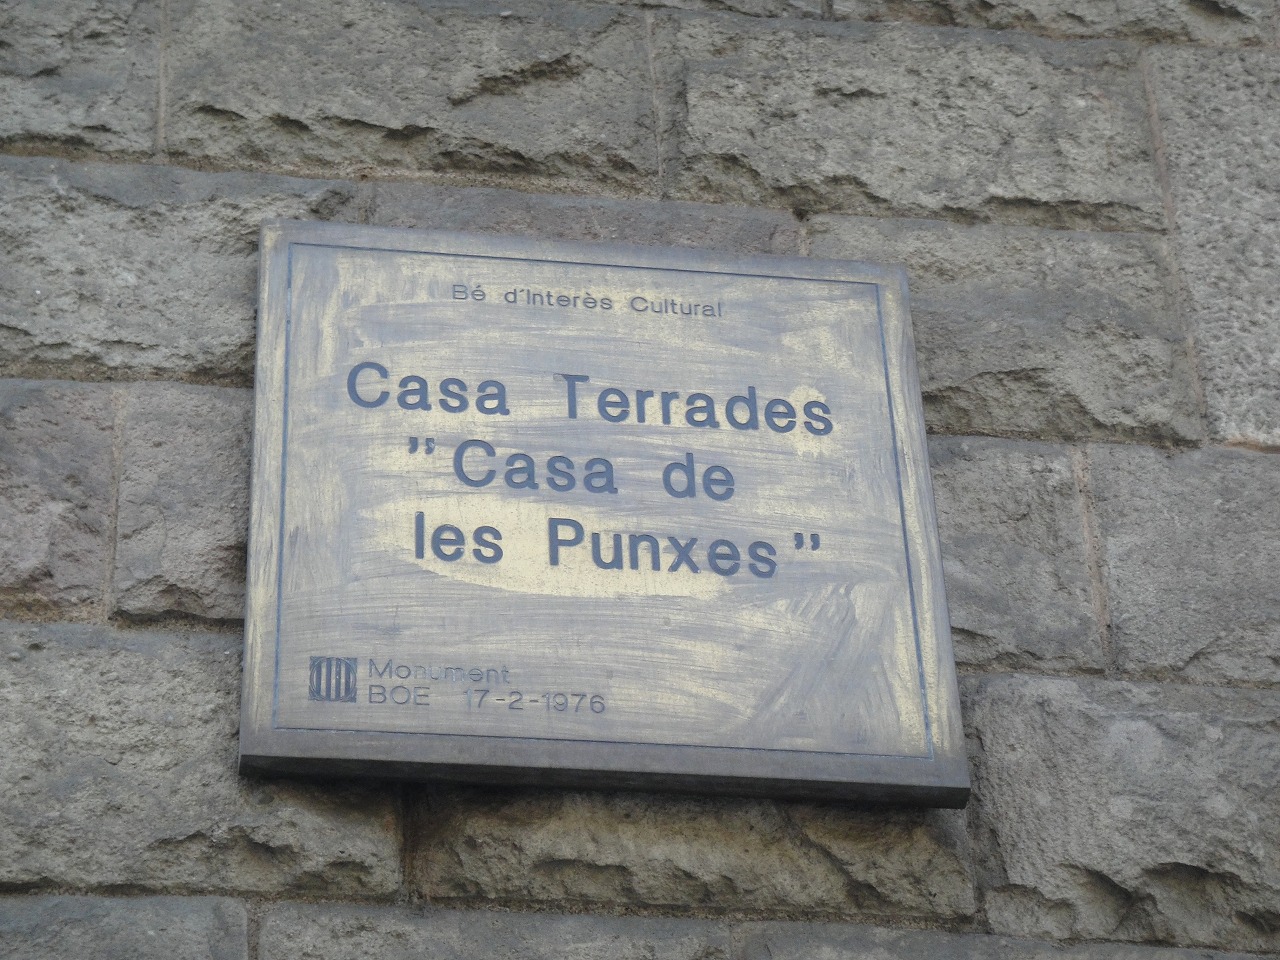 Bé d'Interès Cultural
Casa Terrades
"Casa de
les Punxes"
Monument
BOE 17-2-1976